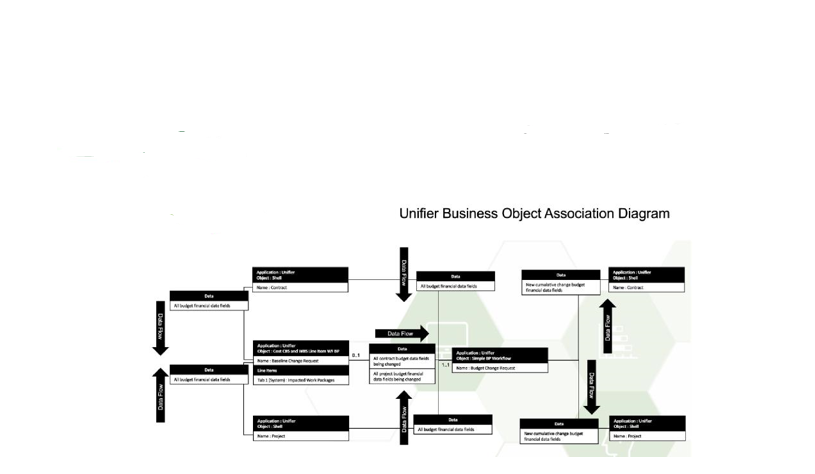 Unifier Business Object Association Diagram
Application : Unifier
Object : Shell
Name : Contract
Data
All budget financial data fields
Data Flow
Data
All budget financial data fields
Data
New cumulative change budget
financial data fields
Application : Unifier
Object : Shell
Name : Contract
Data Flow
Data Flow
Data Flow
Application : Unifier
Object : Cost CBS and With Line Item WF BP
Name : Baseline Change Request
Line Items
Tab 1 (System) : Impacted Work Packages
0..1
Data
All contract budget data fields
being changed
All project budget financial
data fields being changed
1..1
Application : Unifier
Object : Simple BP Workflow
Name : Budget Change Request
Data
All budget financial data fields
Data Flow
Data Flow
Data Flow
Application : Unifier
Object : Shell
Name : Project
Data
All budget financial data fields
Data
New cumulative change budget
financial data fields
Application : Unifier
Object : Shell
Name : Project